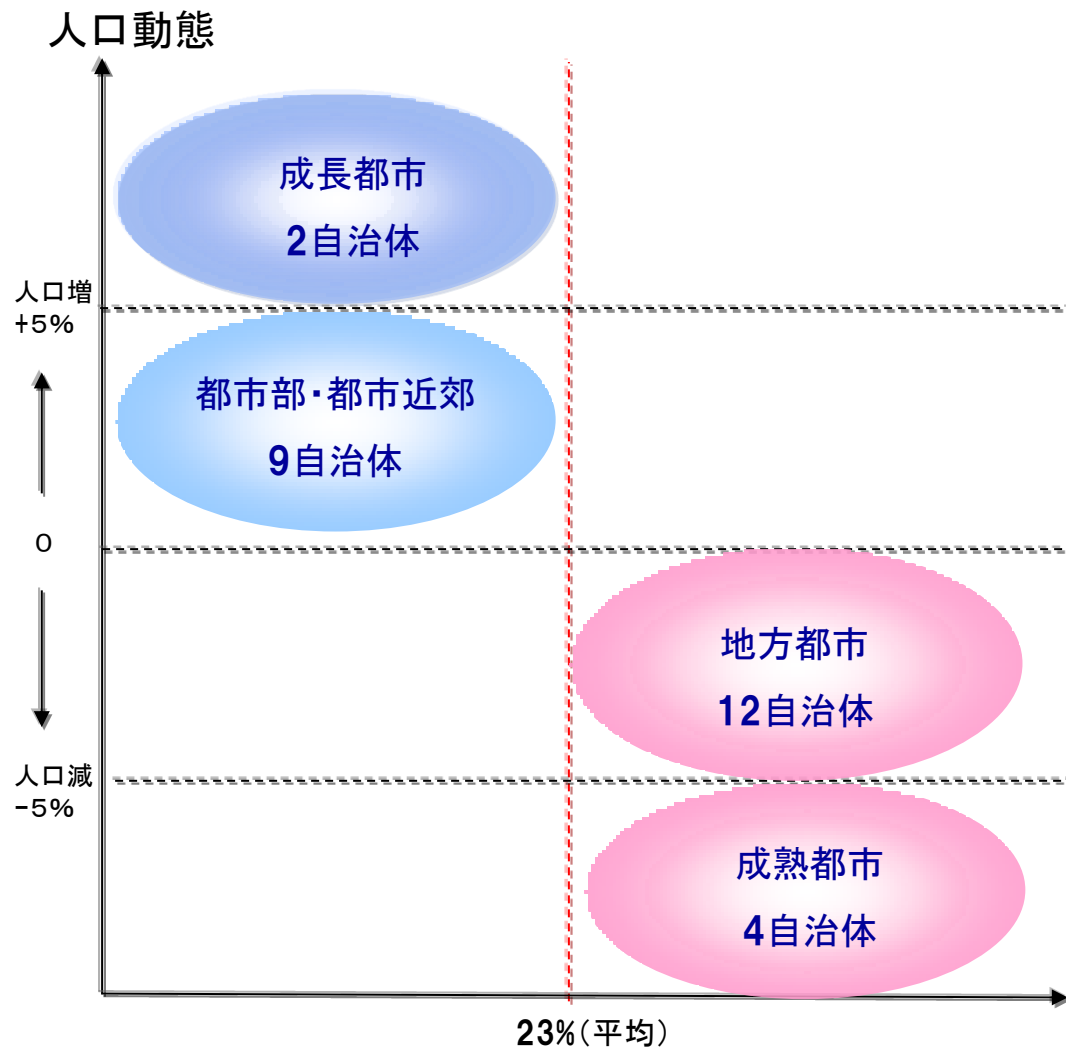 人口動態
成長都市
2自治体
人口増
+5%
都市部・都市近郊
9自治体
0
地方都市
12自治体
人口減
-5%
成熟都市
4自治体
23%(平均)